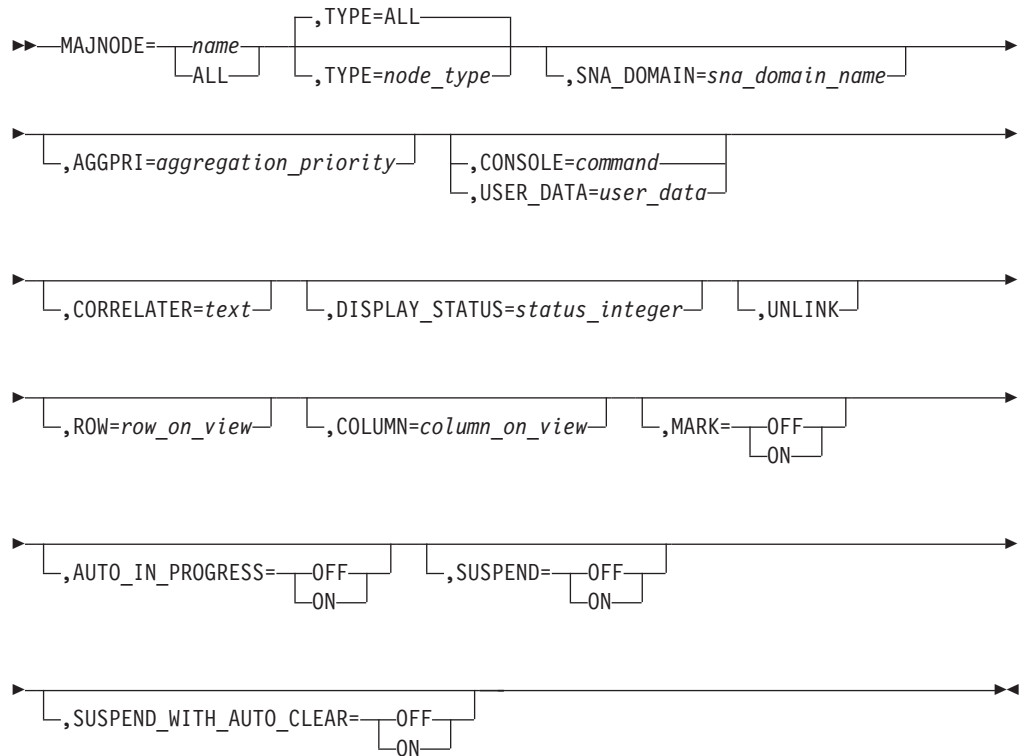 ,TYPE=ALL
MAJNODE= name
ALL ,TYPE=node_type ,SNA_DOMAIN=sna_domain_name
,AGGPRI=aggregation_priority ,CONSOLE=command
,USER_DATA=user_data
,CORRELATER=text ,DISPLAY_STATUS=status_integer ,UNLINK
,ROW=row_on_view ,COLUMN=column_on_view ,MARK= OFF
ON
,AUTO_IN_PROGRESS= OFF ,SUSPEND= OFF
ON ON
,SUSPEND_WITH_AUTO_CLEAR= OFF
ON